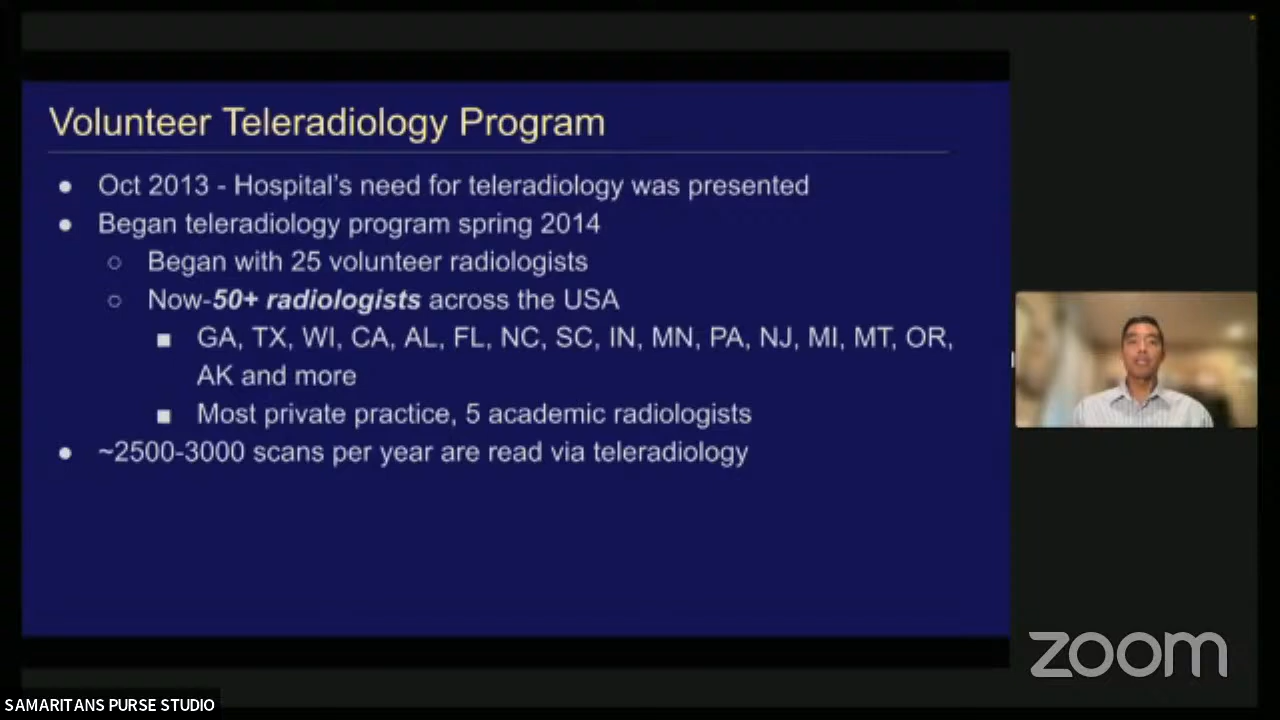 Volunteer Teleradiology Program
● Oct 2013 - Hospital's need for teleradiology was presented
● Began teleradiology program spring 2014
○ Began with 25 volunteer radiologists
○ Now-50+ radiologists across the USA
■ GA, TX, WI, CA, AL, FL, NC, SC, IN, MN, PA, NJ, MI, MT, OR,
AK and more
■ Most private practice, 5 academic radiologists
● ~2500-3000 scans per year are read via teleradiology
zoom
SAMARITANS PURSE STUDIO